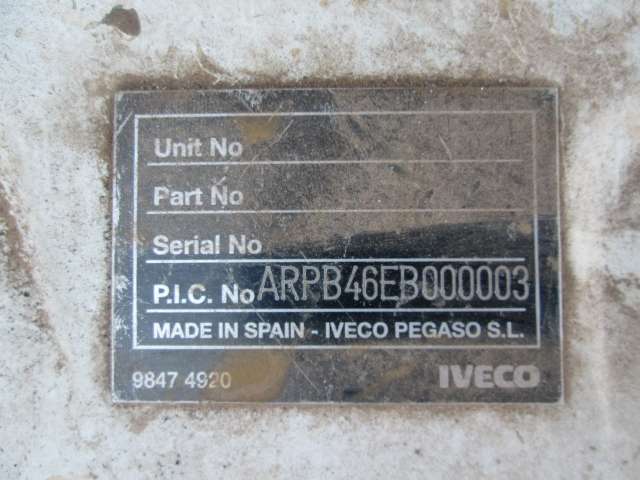 Unit No
Part No
Serial No
P.I.C. No ARPB46EB000003
MADE IN SPAIN - IVECO PEGASO S.L.
9847 4920 IVECO